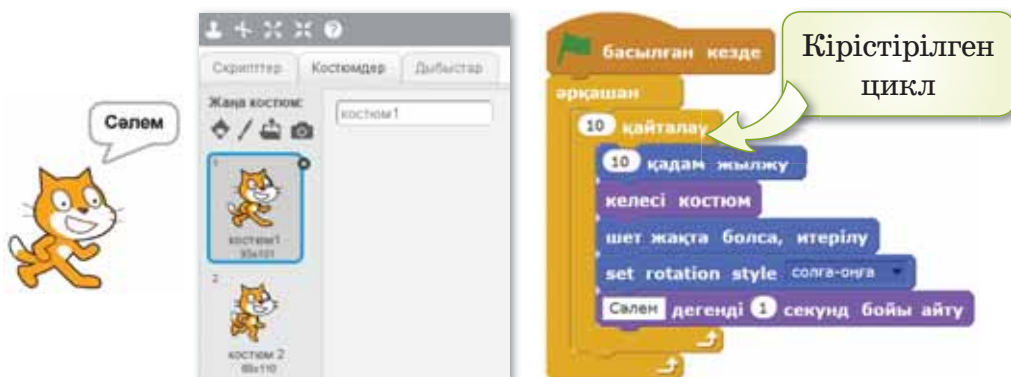 Сәлем
Скрипттер
Костюмдер
Дыбыстар
Жаңа костюм:
костюм1
1
костюм1
95x101
2
костюм 2
басылған кезде
Кірістірілген
цикл
әрқашан
10 қайталау
10 қадам жылжу
келесі костюм
шет жақта болса, итерілу
set rotation style солға-оңға
Сәлем дегенді 1 секунд бойы айту